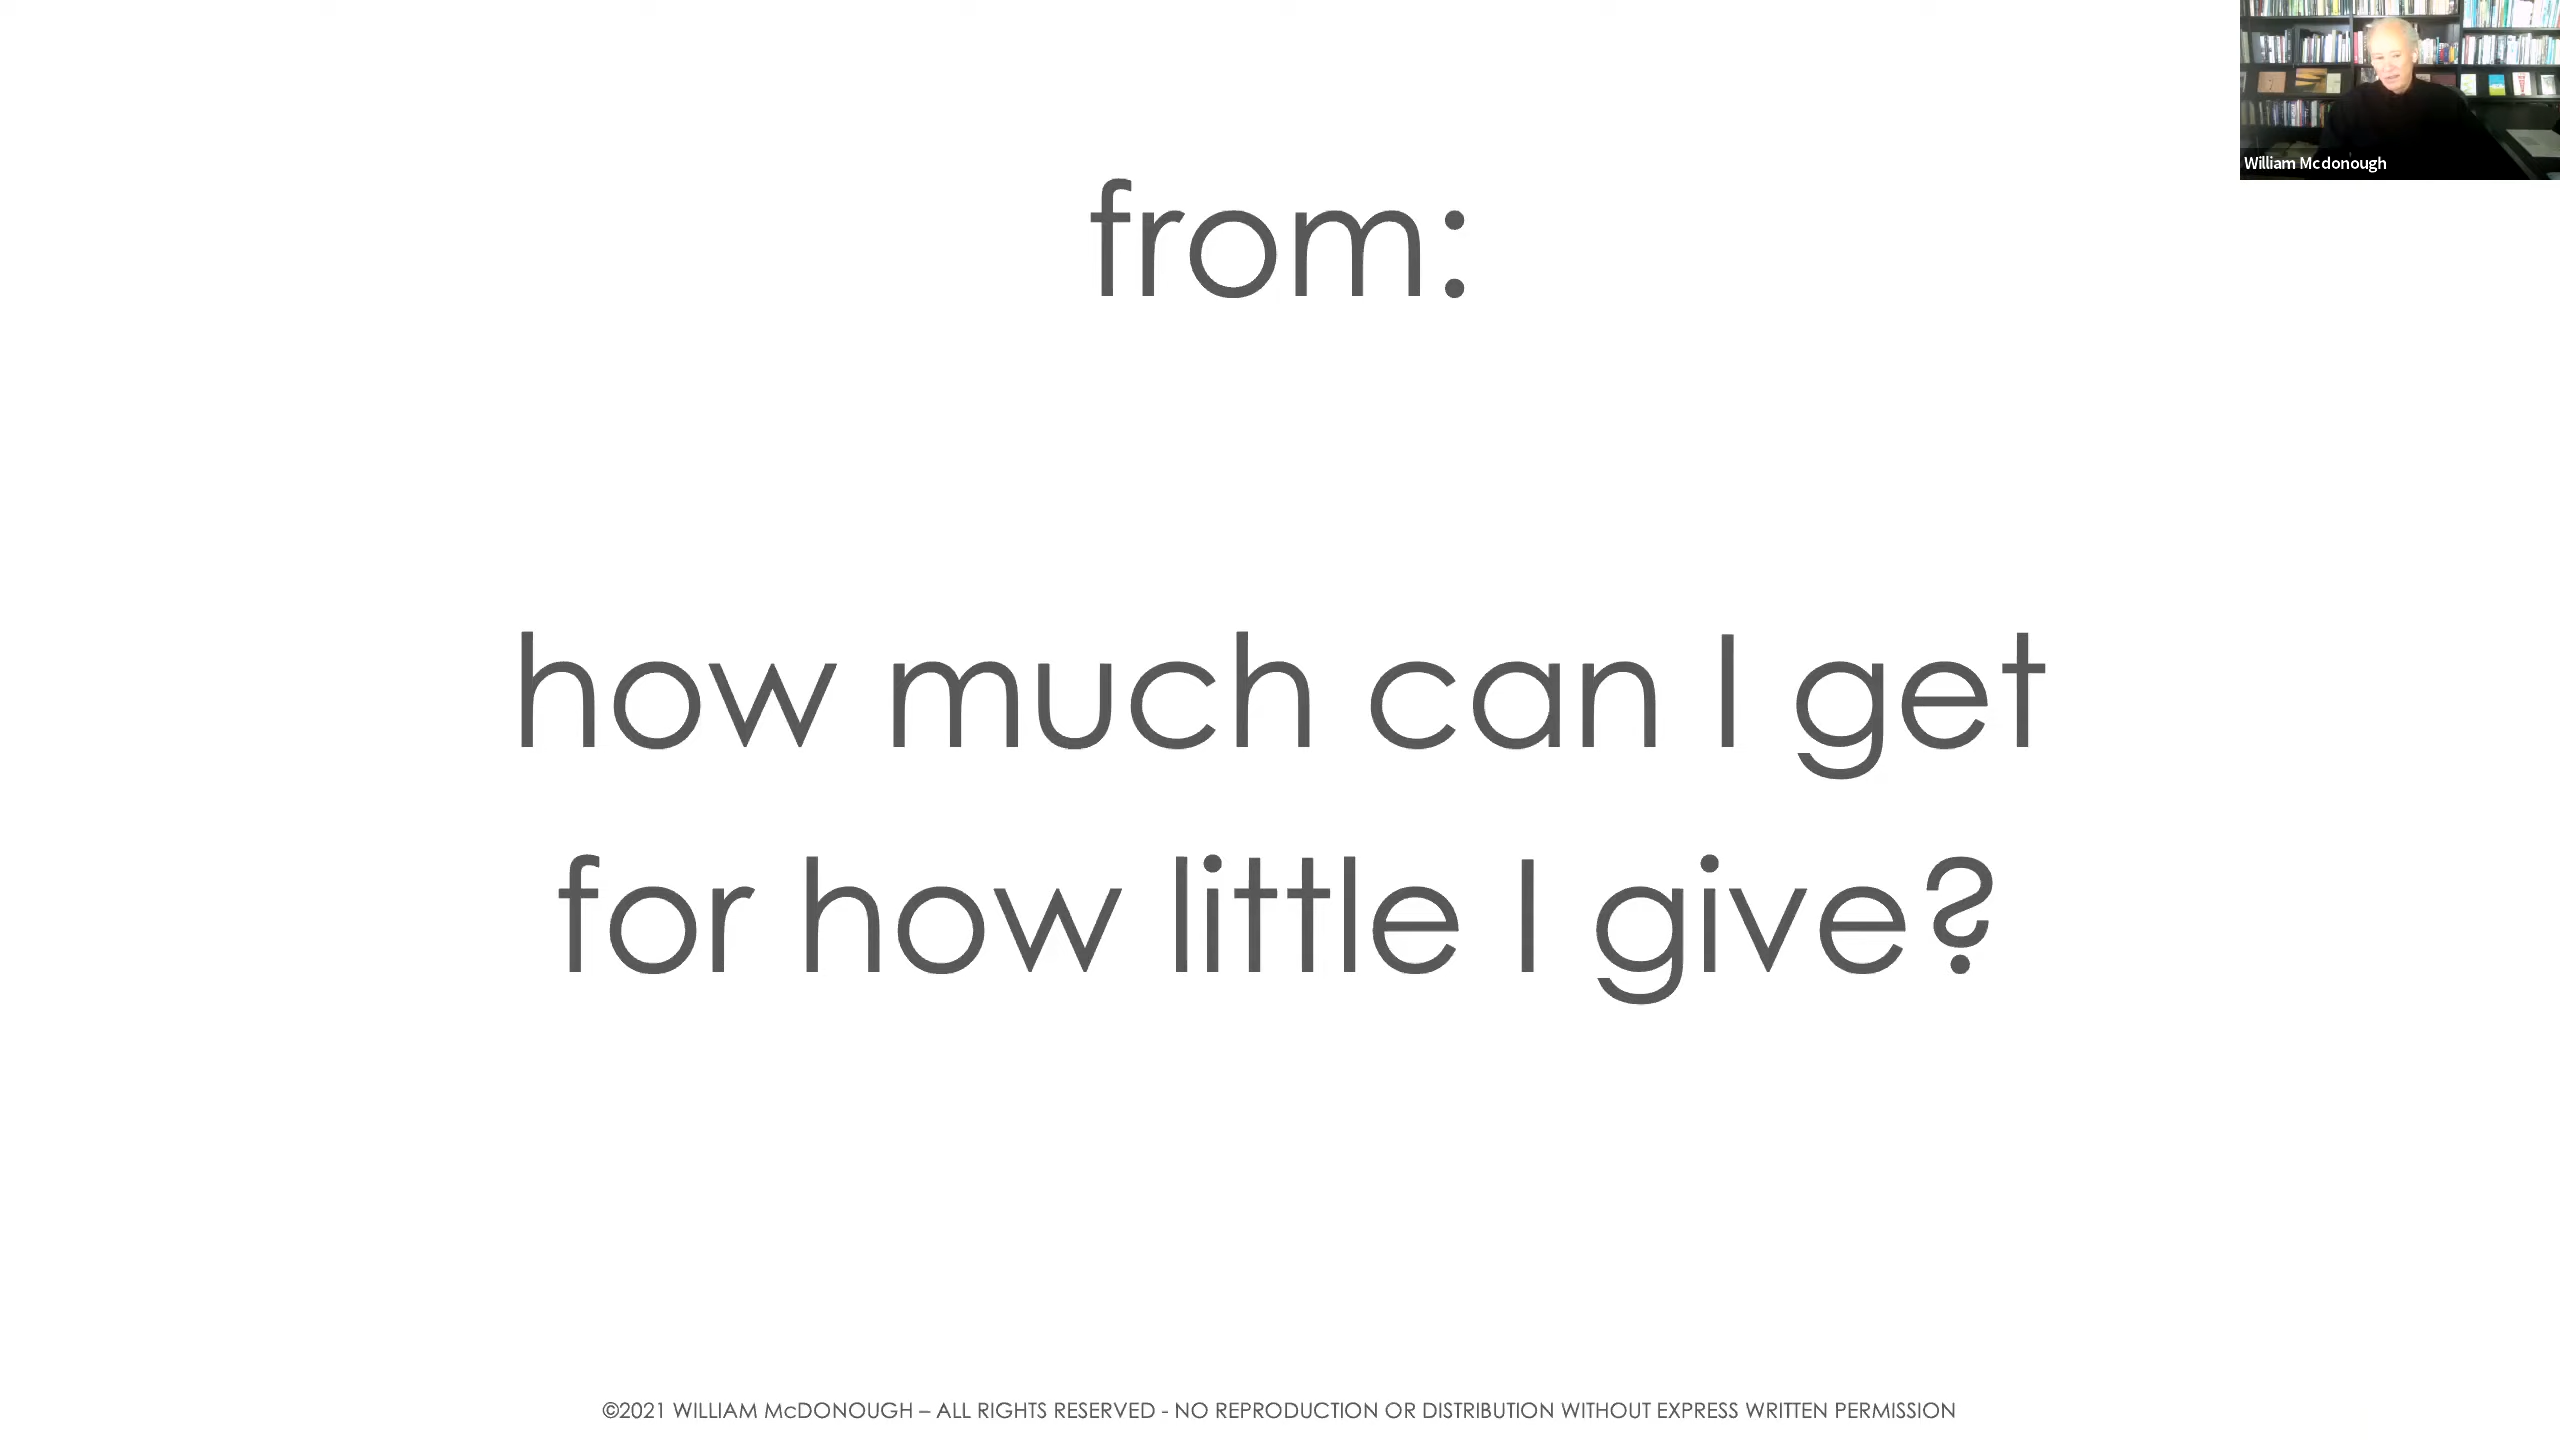 William Mcdonough
from:
how much can I get
for how little I give?
©2021 WILLIAM McDONOUGH – ALL RIGHTS RESERVED - NO REPRODUCTION OR DISTRIBUTION WITHOUT EXPRESS WRITTEN PERMISSION